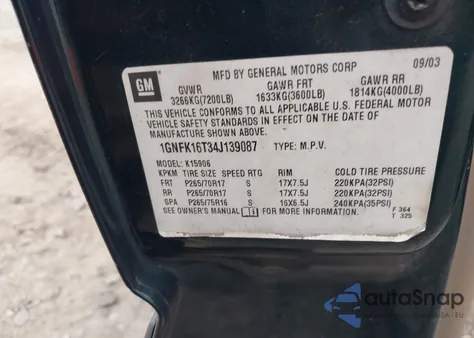 MFD BY GENERAL MOTORS CORP 09/03
GM GVWR GAWR FRT GAWR RR
3266KG(7200LB) 1633KG(3600LB) 1814KG(4000LB)
THIS VEHICLE CONFORMS TO ALL APPLICABLE U.S. FEDERAL MOTOR
VEHICLE SAFETY STANDARDS IN EFFECT ON THE DATE OF
MANUFACTURE SHOWN ABOVE.
1GNFK16T34J139087 TYPE: M.P.V.
MODEL: K15906
KPKM TIRE SIZE SPEED RTG RIM COLD TIRE PRESSURE
FRT P265/70R17 S 17X7.5J 220KPA(32PSI)
RR P265/70R17 S 17X7.5J 220KPA(32PSI)
SPA P265/75R16 S 16X6.5J 240KPA(35PSI)
SEE OWNER'S MANUAL FOR MORE INFORMATION. F 364
T 325
autoSnap